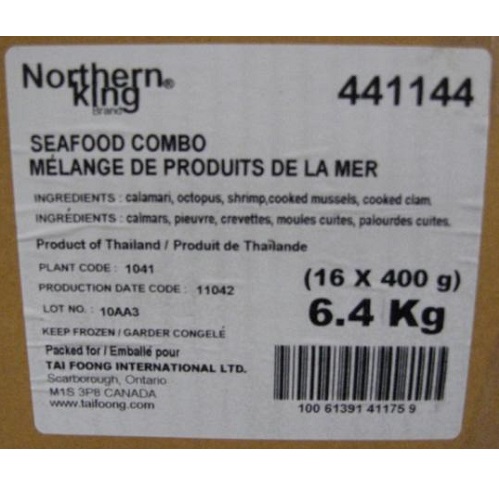 Northern
king®
Brand
441144
SEAFOOD COMBO
MÉLANGE DE PRODUITS DE LA MER
INGREDIENTS : calamari, octopus, shrimp,cooked mussels, cooked clam.
INGRÉDIENTS : calmars, pieuvre, crevettes, moules cuites, palourdes cuites.
Product of Thailand / Produit de Thaïlande
PLANT CODE : 1041
PRODUCTION DATE CODE : 11042
LOT NO. : 10AA3
KEEP FROZEN / GARDER CONGELÉ
(16 X 400 g)
6.4 Kg
Packed for / Emballé pour
TAI FOONG INTERNATIONAL LTD.
Scarborough, Ontario
M1S 3P8 CANADA
www.taifoong.com
100 61391 41175 9